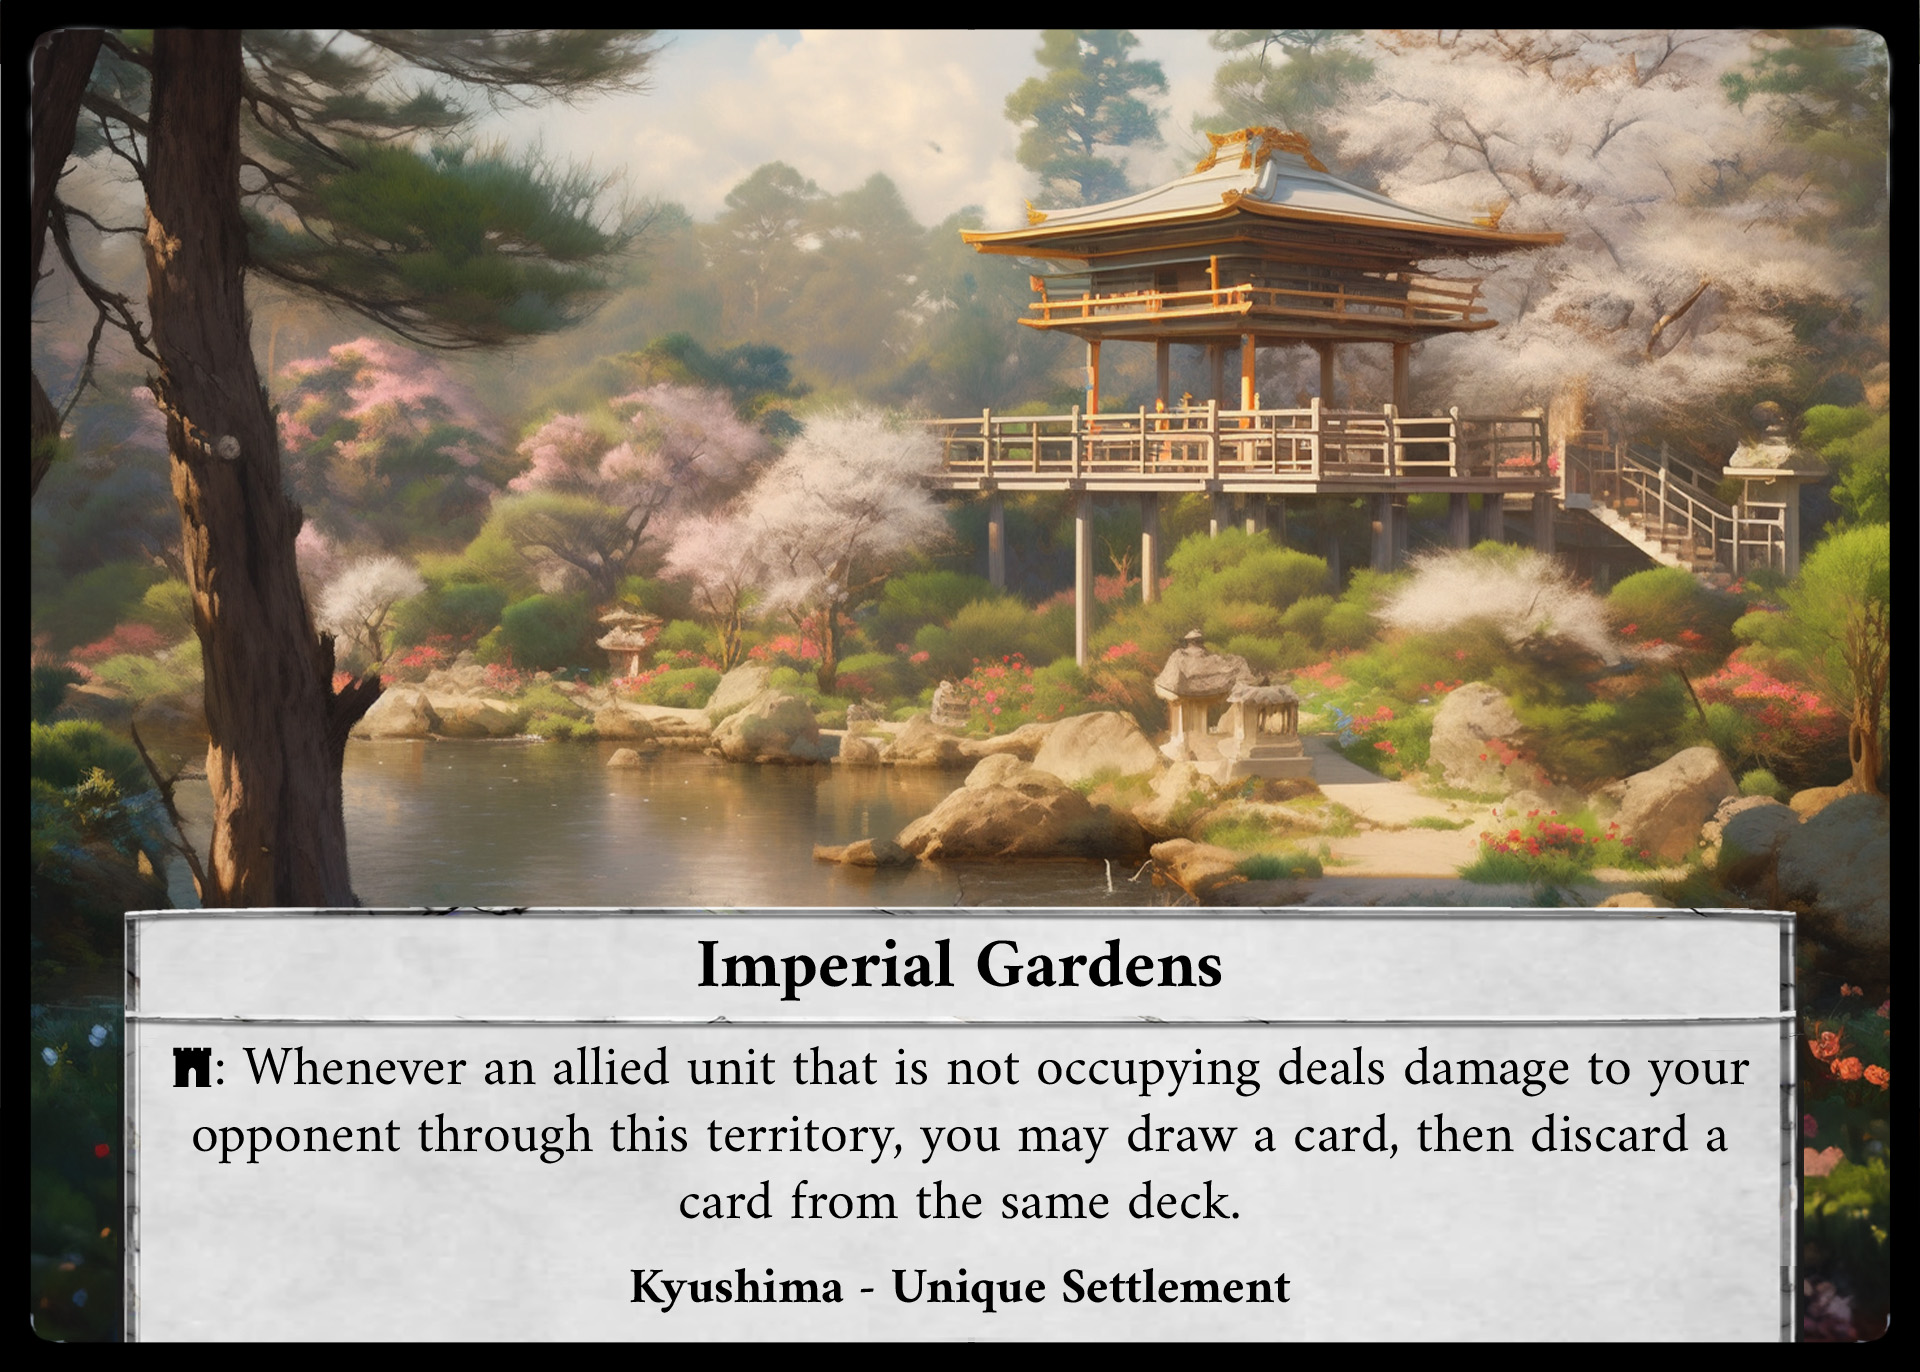 Imperial Gardens
: Whenever an allied unit that is not occupying deals damage to your
opponent through this territory, you may draw a card, then discard a
card from the same deck.
Kyushima - Unique Settlement